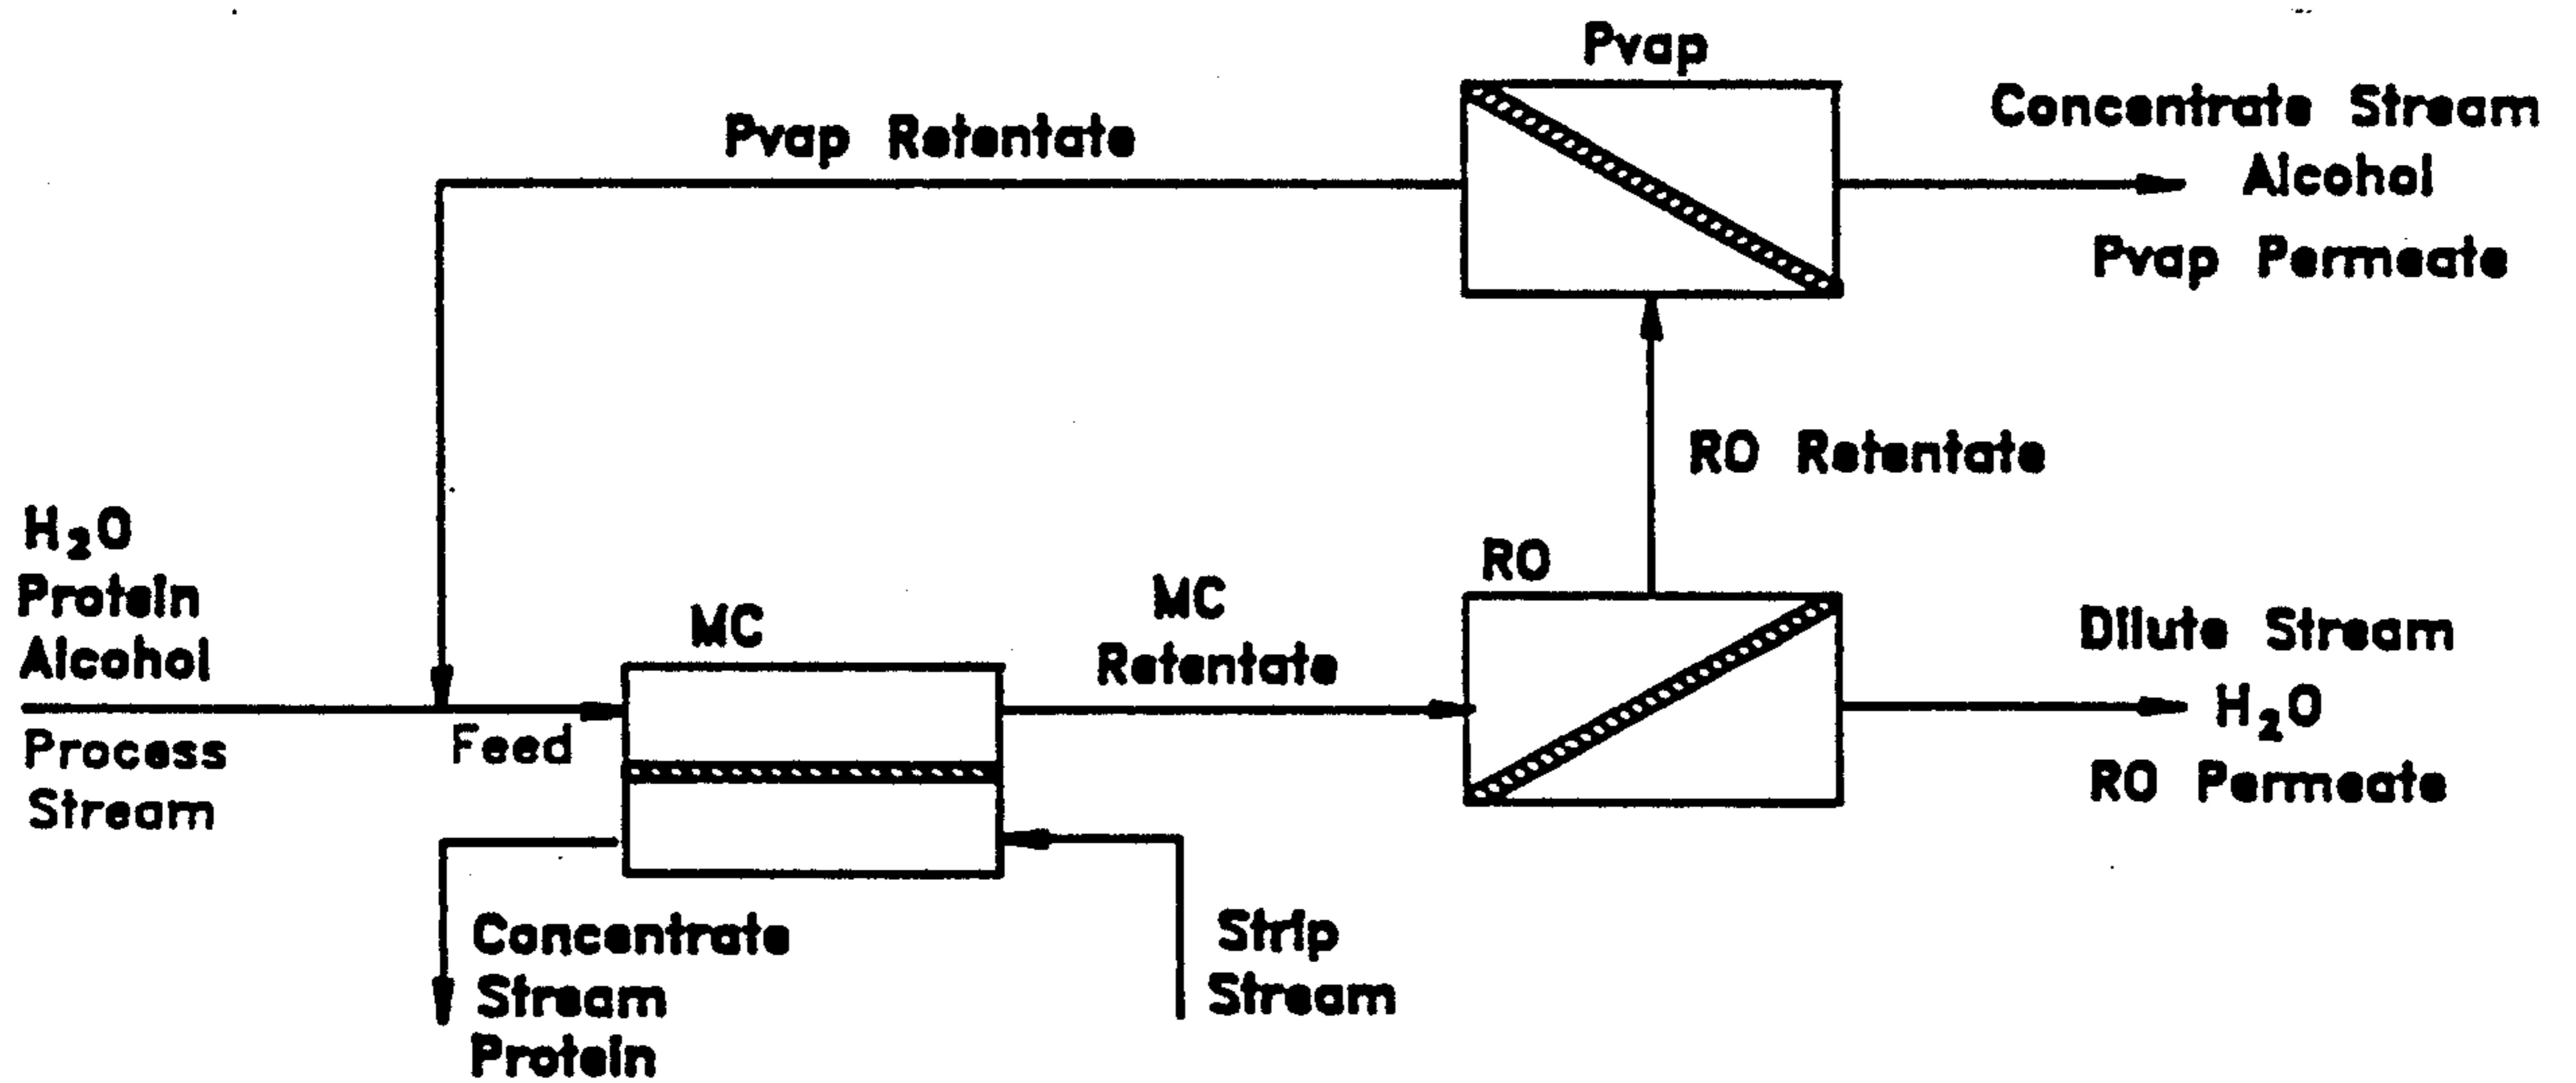 Pvap
Concentrate Stream
Alcohol
Pvap Permeate
Pvap Retentate
RO Retentate
H₂O
Protein
Alcohol
Process
Stream
Feed
MC
MC
Retentate
RO
Dilute Stream
H₂O
RO Permeate
Concentrate
Stream
Protein
Strip
Stream